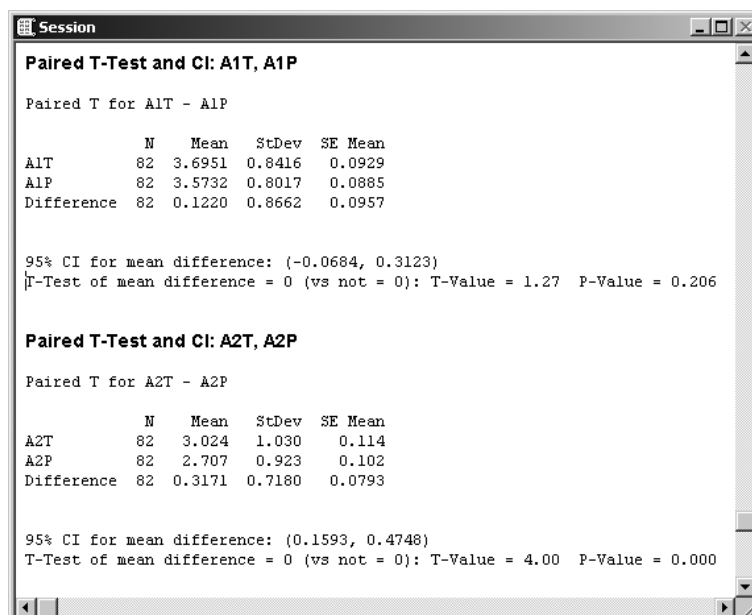 Session
Paired T-Test and CI: A1T, A1P
Paired T for A1T - A1P
N Mean StDev SE Mean
A1T 82 3.6951 0.8416 0.0929
A1P 82 3.5732 0.8017 0.0885
Difference 82 0.1220 0.8662 0.0957
95% CI for mean difference: (-0.0684, 0.3123)
T-Test of mean difference = 0 (vs not = 0): T-Value = 1.27 P-Value = 0.206
Paired T-Test and CI: A2T, A2P
Paired T for A2T - A2P
N Mean StDev SE Mean
A2T 82 3.024 1.030 0.114
A2P 82 2.707 0.923 0.102
Difference 82 0.3171 0.7180 0.0793
95% CI for mean difference: (0.1593, 0.4748)
T-Test of mean difference = 0 (vs not = 0): T-Value = 4.00 P-Value = 0.000